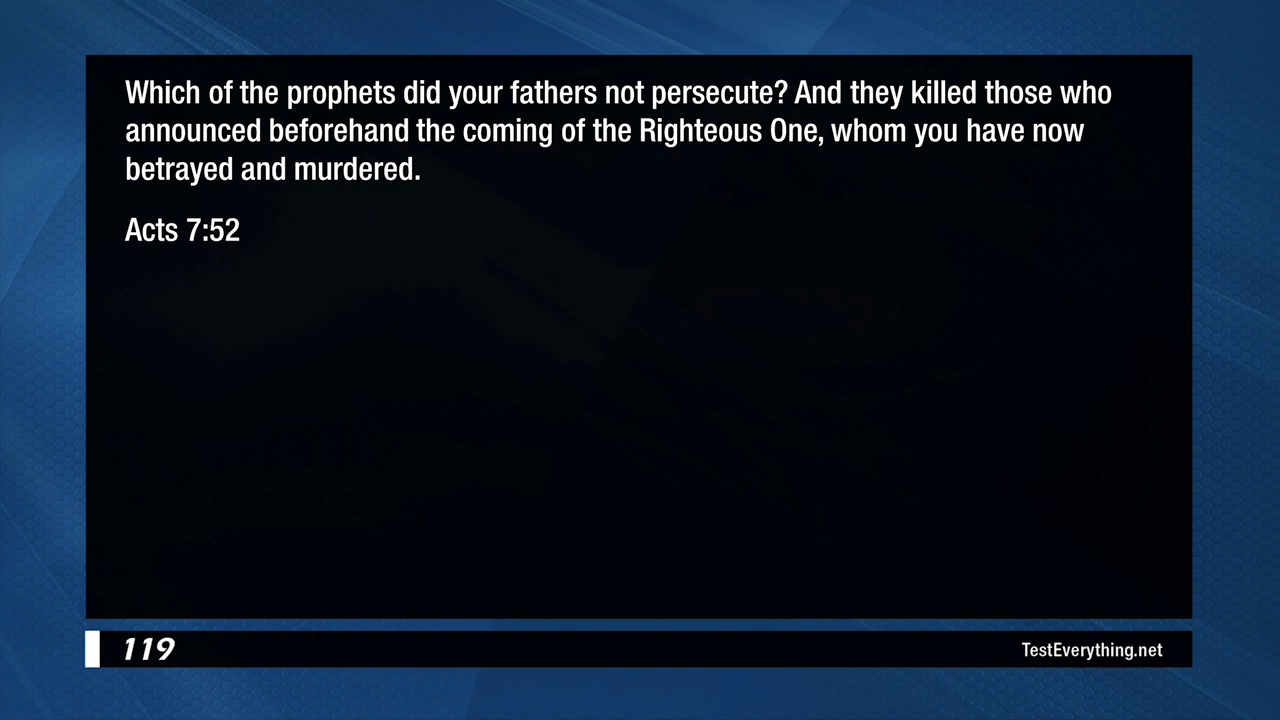 Which of the prophets did your fathers not persecute? And they killed those who
announced beforehand the coming of the Righteous One, whom you have now
betrayed and murdered.
Acts 7:52
119
TestEverything.net